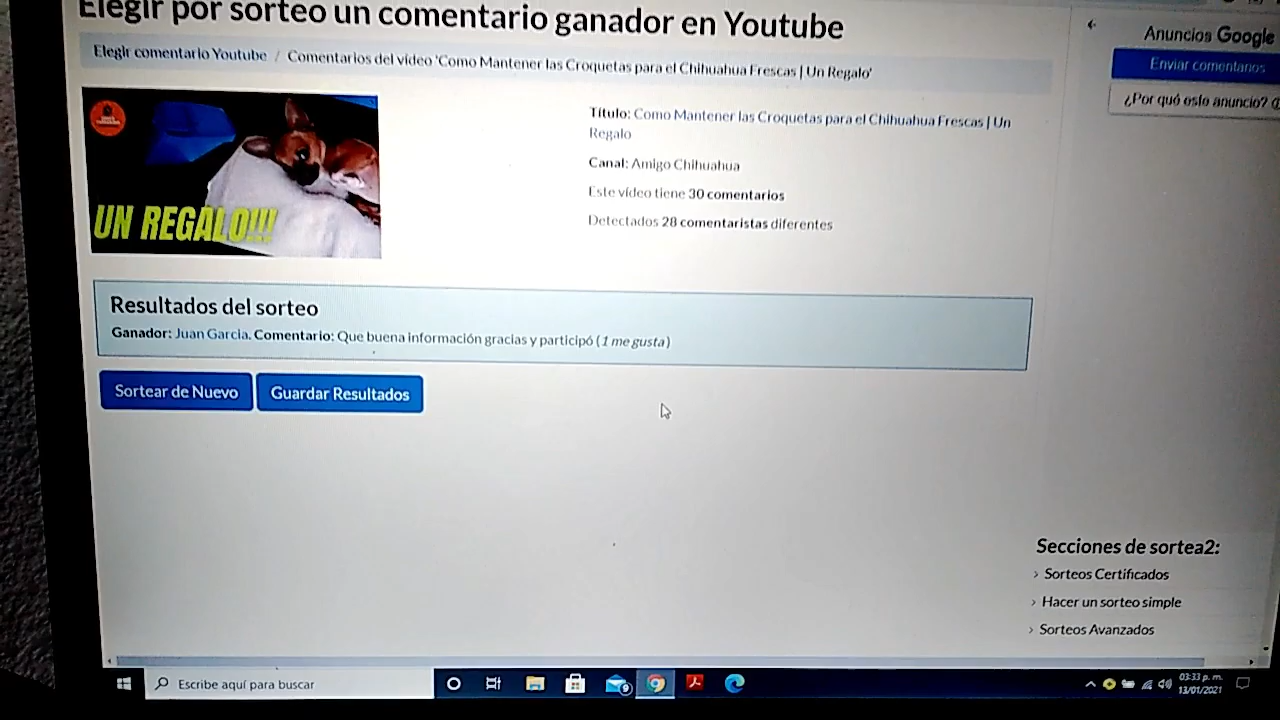 Elegir por sorteo un comentario ganador en Youtube
Elegir comentario Youtube / Comentarios del vídeo 'Como Mantener las Croquetas para el Chihuahua Frescas | Un Regalo'
UN REGALO!!!
Título: Como Mantener las Croquetas para el Chihuahua Frescas | Un
Regalo
Canal: Amigo Chihuahua
Este vídeo tiene 30 comentarios
Detectados 28 comentaristas diferentes
Resultados del sorteo
Ganador: Juan Garcia. Comentario: Que buena información gracias y participó (1 me gusta)
Sortear de Nuevo
Guardar Resultados
Anuncios Google
Enviar comentarios
¿Por qué este anuncio?
Secciones de sortea2:
> Sorteos Certificados
> Hacer un sorteo simple
> Sorteos Avanzados
Escribe aquí para buscar
9
03:33 p. m.
13/01/2021